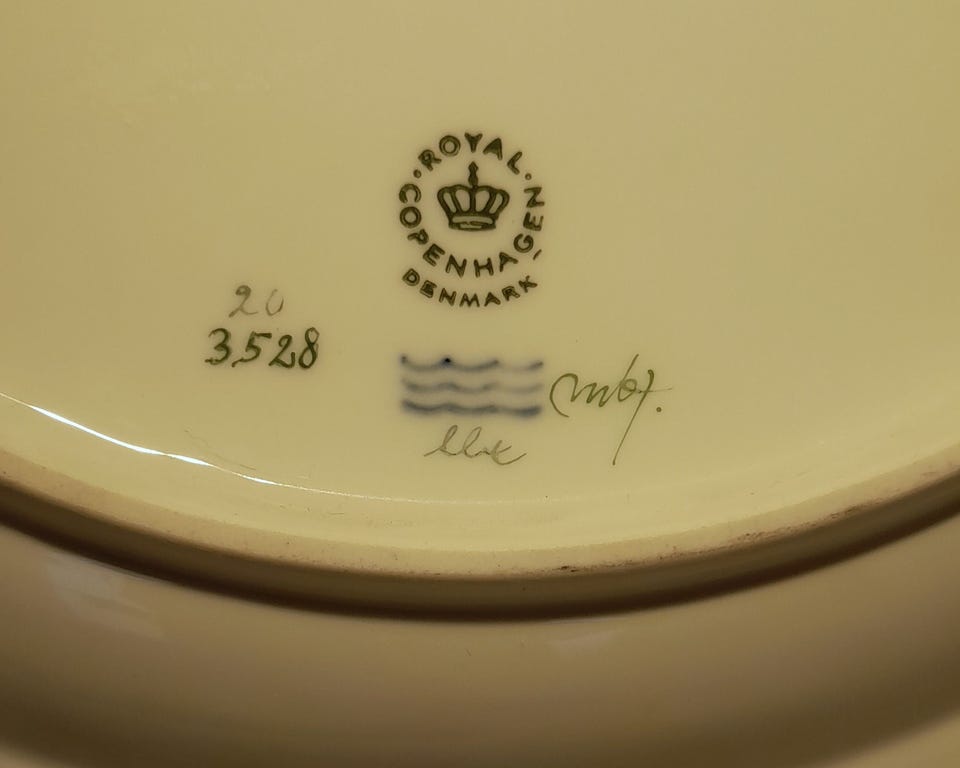 ROYAL
COPENHAGEN
DENMARK
20
3528